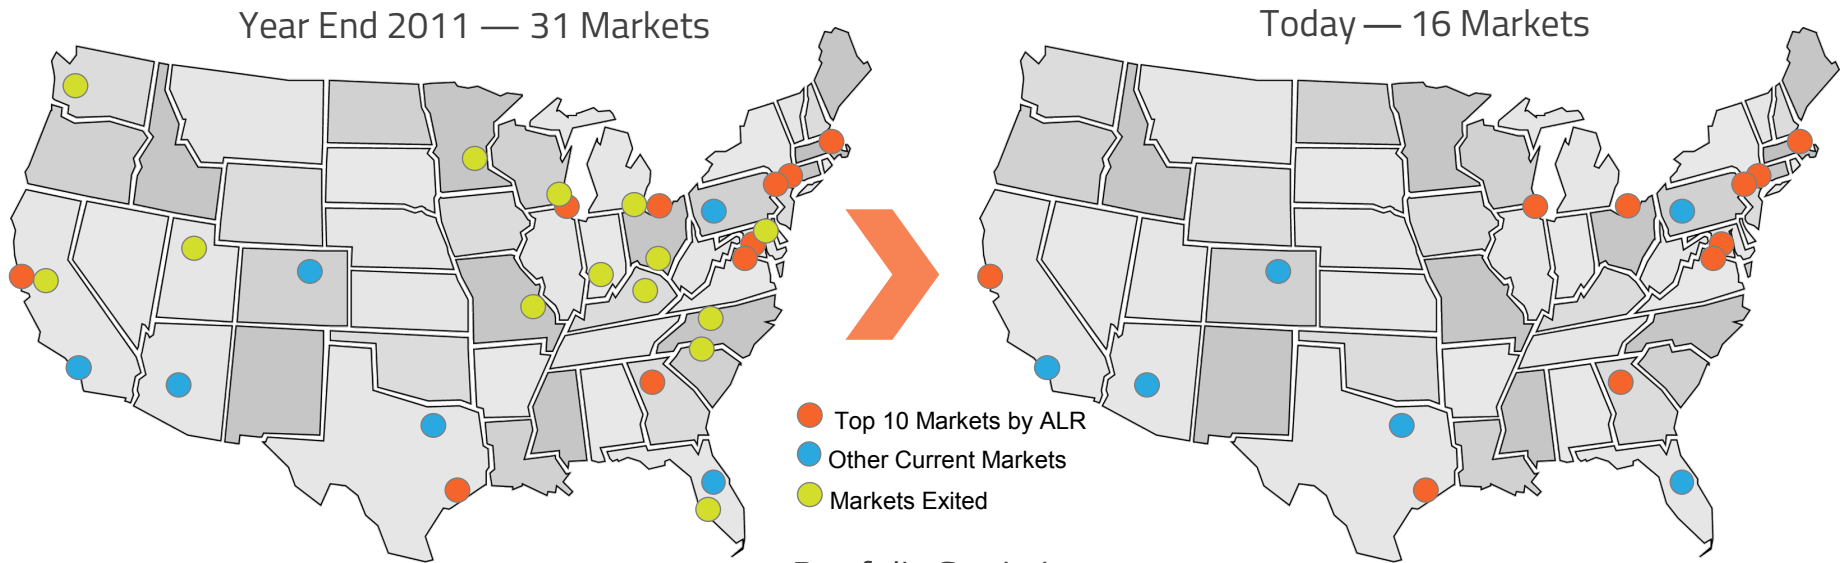 Year End 2011 — 31 Markets
Today — 16 Markets
Top 10 Markets by ALR
Other Current Markets
Markets Exited